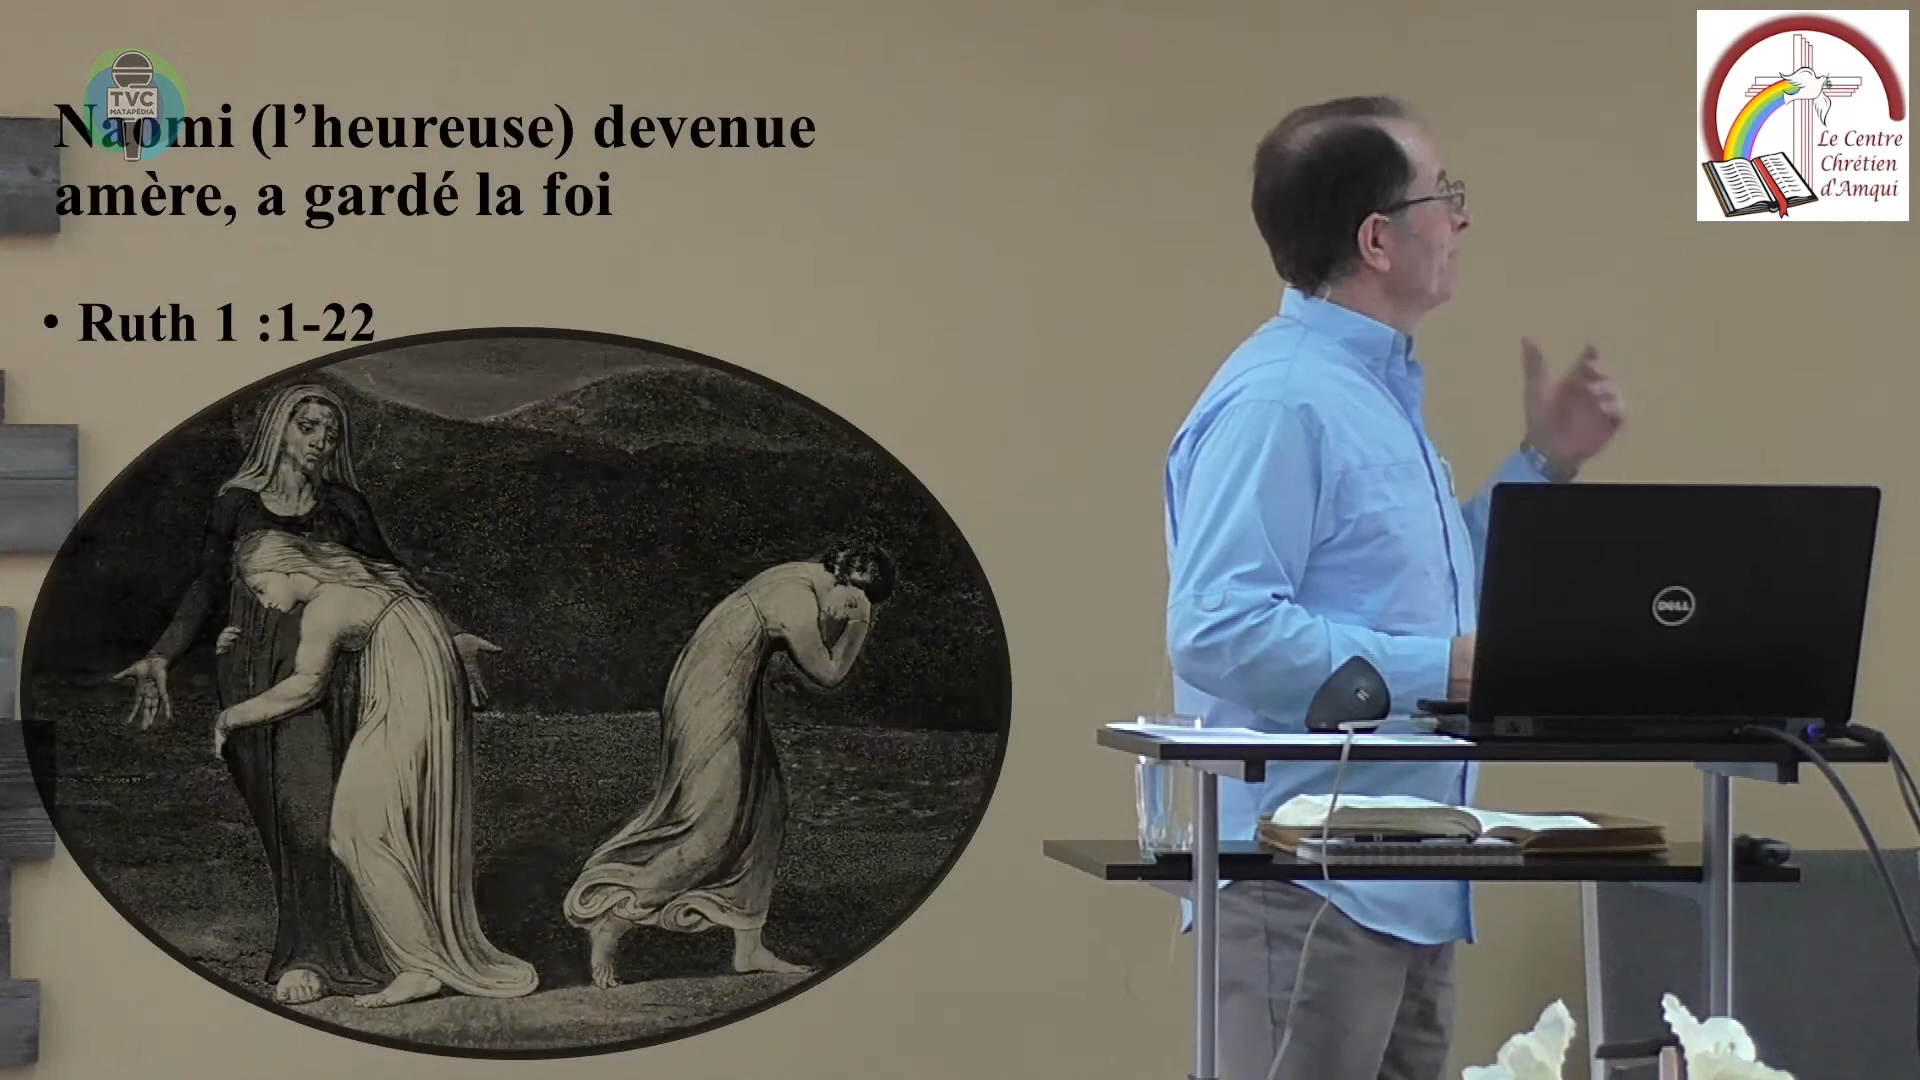 TVC
MATAPÉDIA
Naomi (l’heureuse) devenue
amère, a gardé la foi
• Ruth 1 :1-22
Le Centre
Chrétien
d'Amqui
DELL